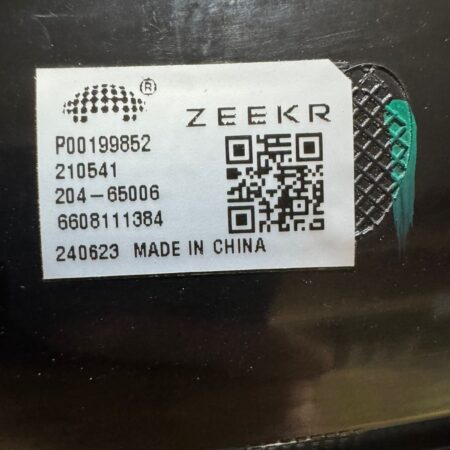 ® ZEEKR
P00199852
210541
204-65006
6608111384
240623 MADE IN CHINA